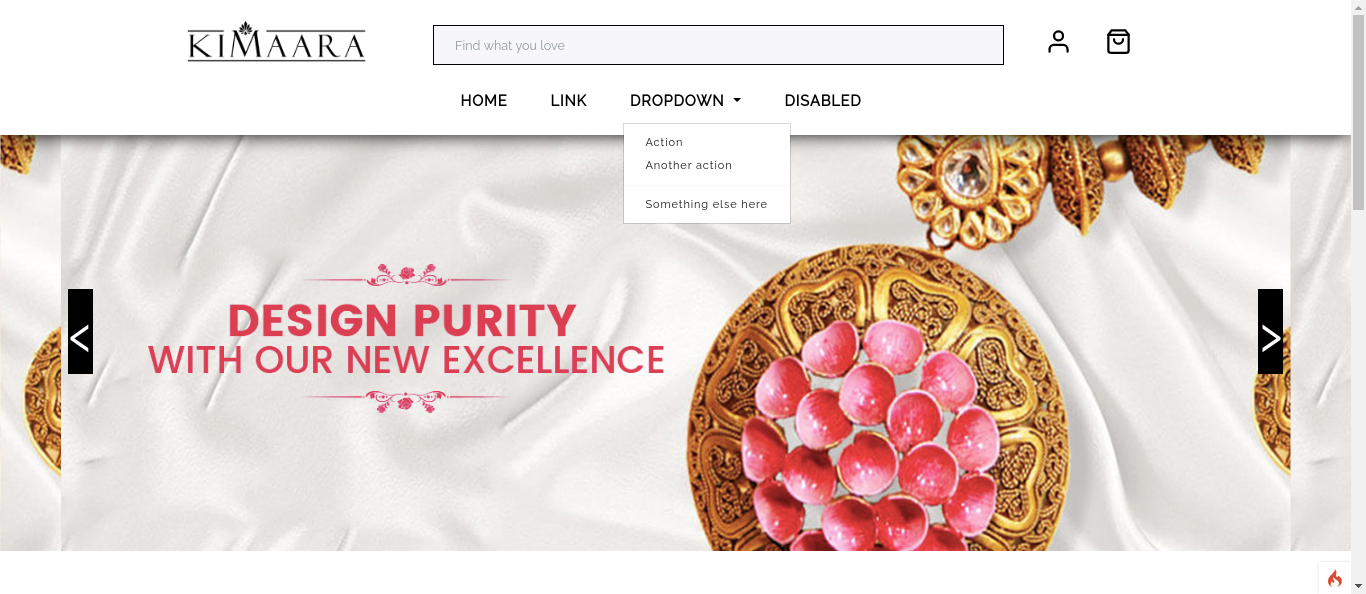 KIMAARA
Find what you love
HOME LINK DROPDOWN DISABLED
Action
Another action
Something else here
DESIGN PURITY
WITH OUR NEW EXCELLENCE